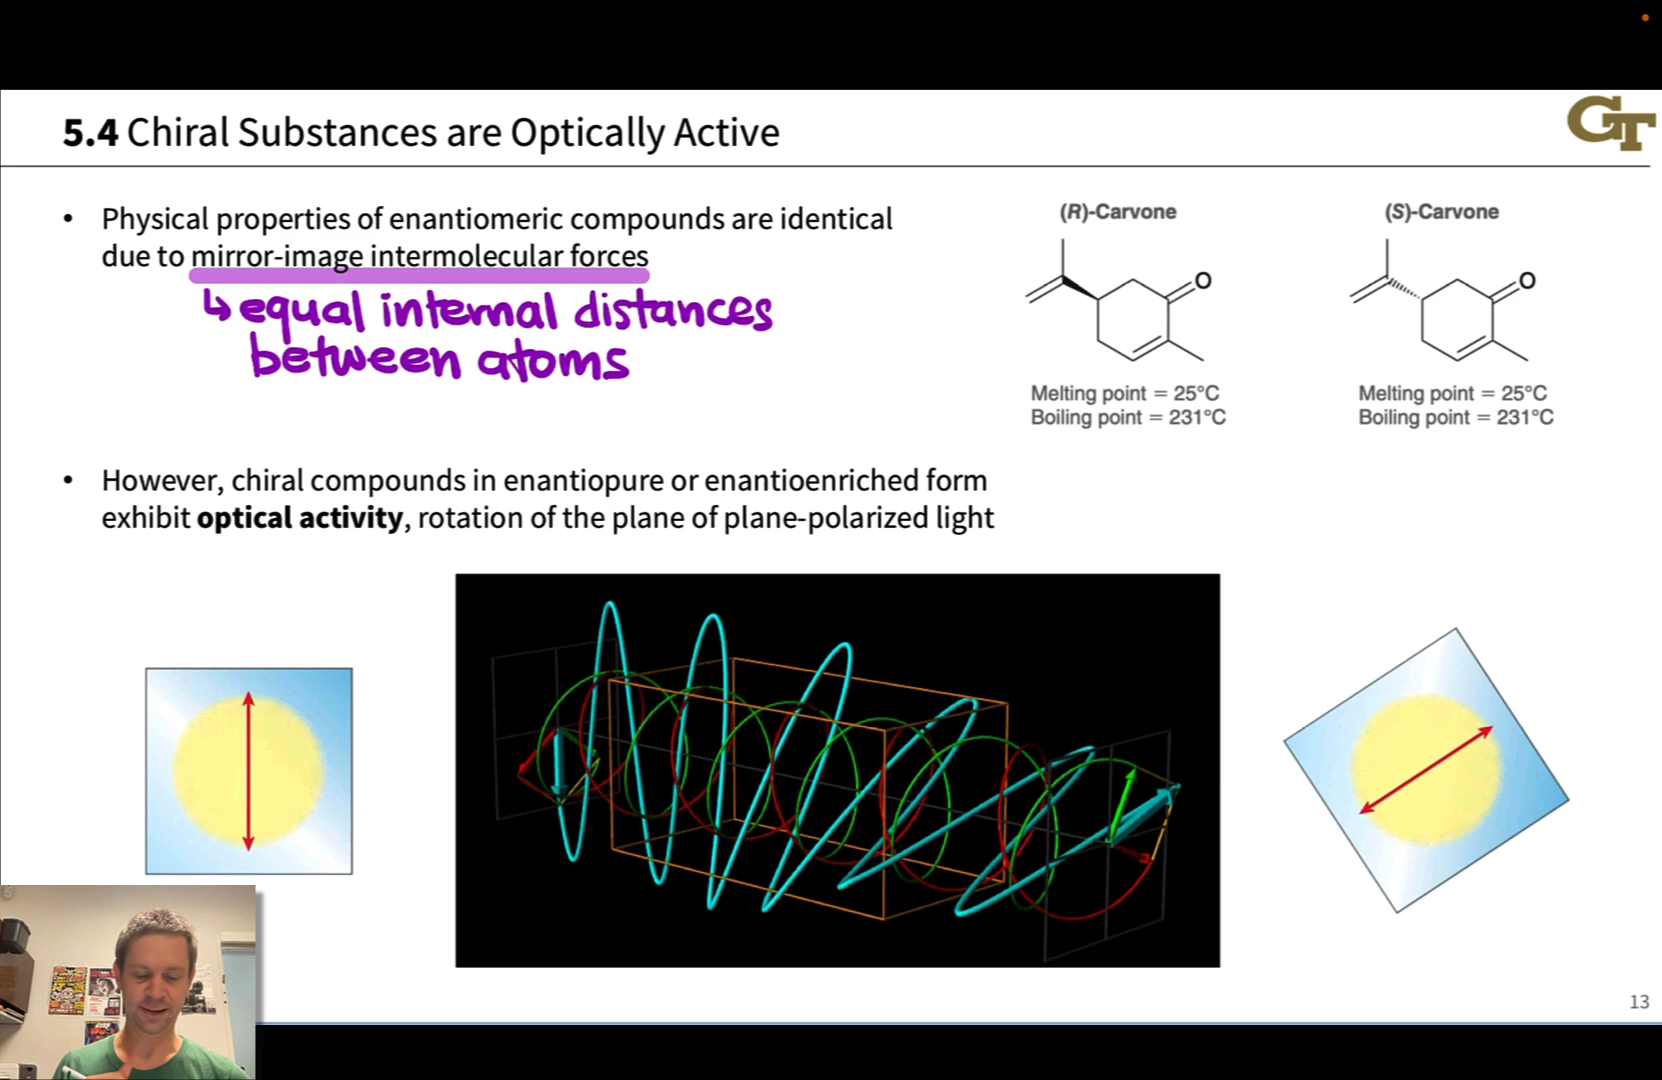 5.4 Chiral Substances are Optically Active
GT
• Physical properties of enantiomeric compounds are identical
due to mirror-image intermolecular forces
↳ equal internal distances
between atoms
(R)-Carvone
O
Melting point = 25°C
Boiling point = 231°C
(S)-Carvone
O
Melting point = 25°C
Boiling point = 231°C
• However, chiral compounds in enantiopure or enantioenriched form
exhibit optical activity, rotation of the plane of plane-polarized light
13